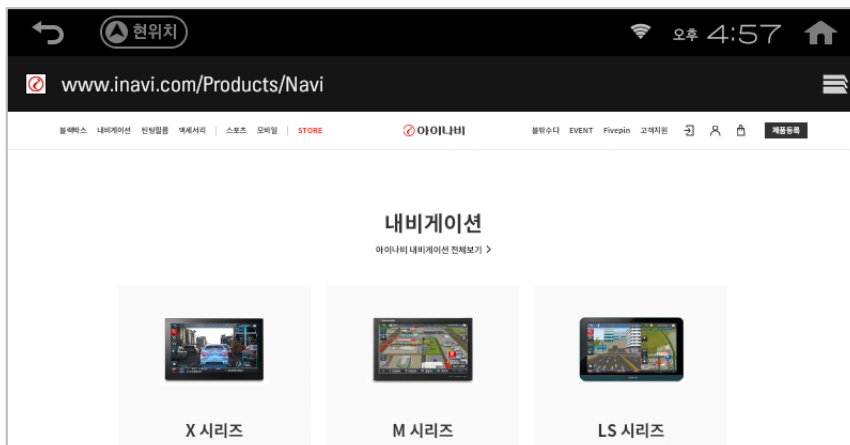 현위치
오후 4:57
www.inavi.com/Products/Navi
블랙박스 내비게이션 틴팅필름 액세서리 | 스포츠 모바일 | STORE
아이나비
블박수다 EVENT Fivepin 고객지원 제품등록
내비게이션
아이나비 내비게이션 전체보기 >
X 시리즈 M 시리즈 LS 시리즈